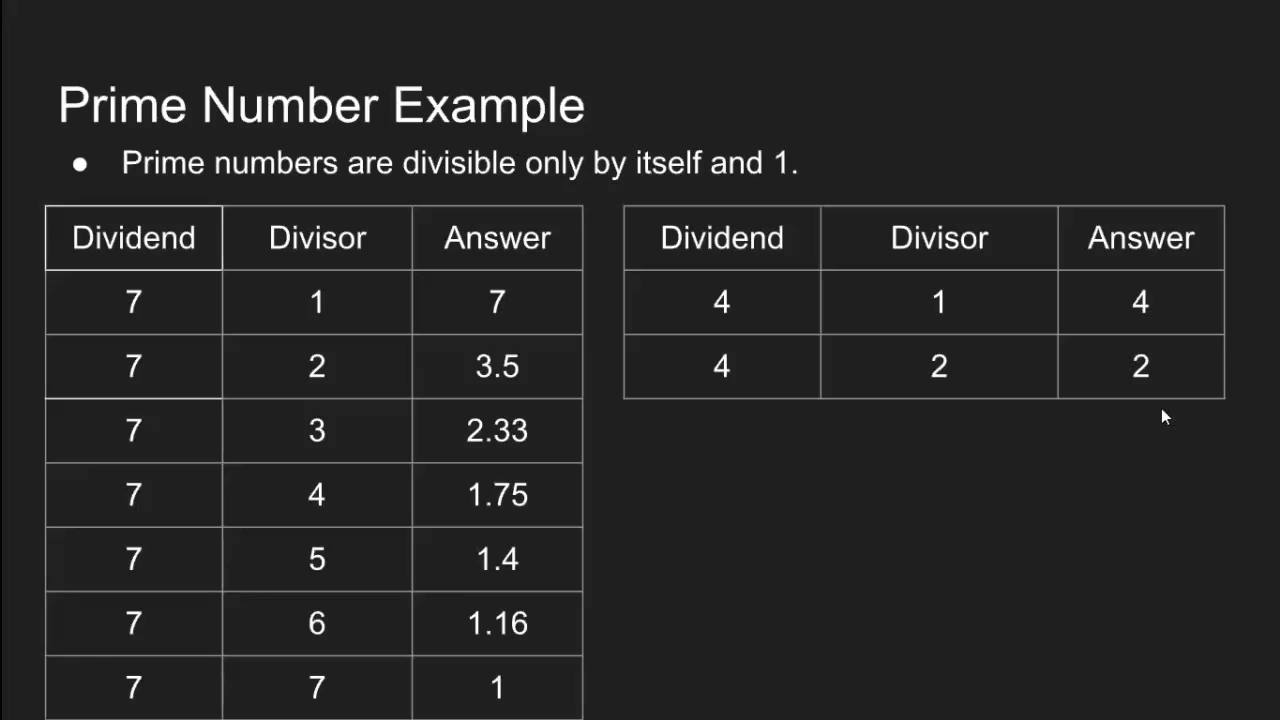 Prime Number Example
● Prime numbers are divisible only by itself and 1.
Dividend Divisor Answer
7 1 7
7 2 3.5
7 3 2.33
7 4 1.75
7 5 1.4
7 6 1.16
7 7 1
Dividend Divisor Answer
4 1 4
4 2 2